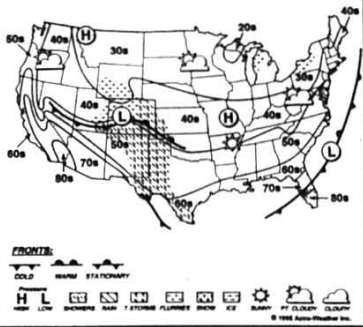 40s
20s
50s
40s
H
30s
30s
40s
L
40s
H
40s
50s
50s
60s
70s
80s
60s
60s
70s
80s
L
FRONTS:
COLD WARM STATIONARY
Pressure
H L
HIGH LOW SHOWERS RAIN T-STORMS FLURRIES SNOW ICE SUNNY PT CLOUDY CLOUDY
© 1995 Accu-Weather Inc.